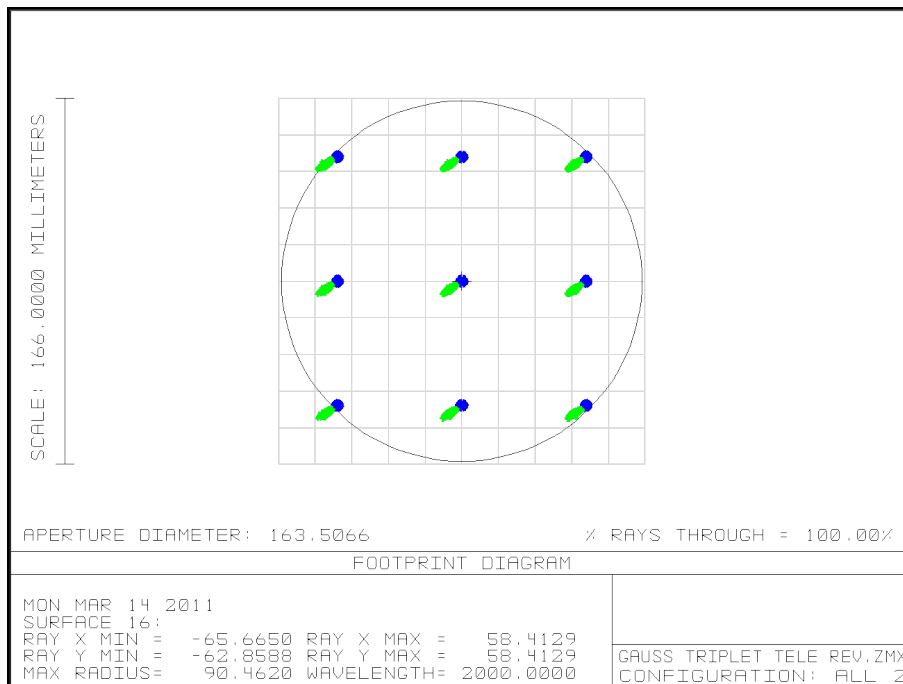 SCALE: 166.0000 MILLIMETERS
APERTURE DIAMETER: 163.5066 % RAYS THROUGH = 100.00%
FOOTPRINT DIAGRAM
MON MAR 14 2011
SURFACE 16:
RAY X MIN = -65.6650 RAY X MAX = 58.4129
RAY Y MIN = -62.8588 RAY Y MAX = 58.4129
MAX RADIUS= 90.4620 WAVELENGTH= 2000.0000
GAUSS TRIPLET TELE REV.ZMX
CONFIGURATION: ALL 2